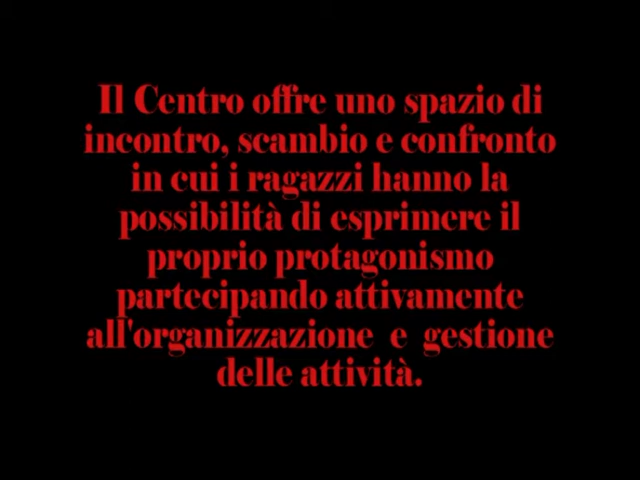 Il Centro offre uno spazio di
incontro, scambio e confronto
in cui i ragazzi hanno la
possibilità di esprimere il
proprio protagonismo
partecipando attivamente
all'organizzazione e gestione
delle attività.